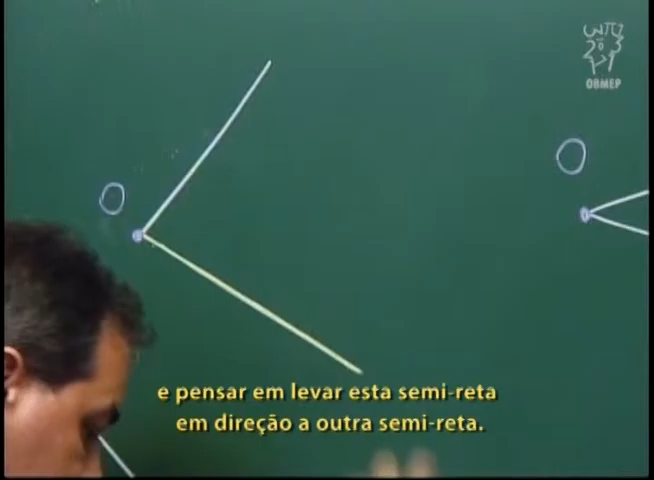 OBMEP
O
O
e pensar em levar esta semi-reta
em direção a outra semi-reta.